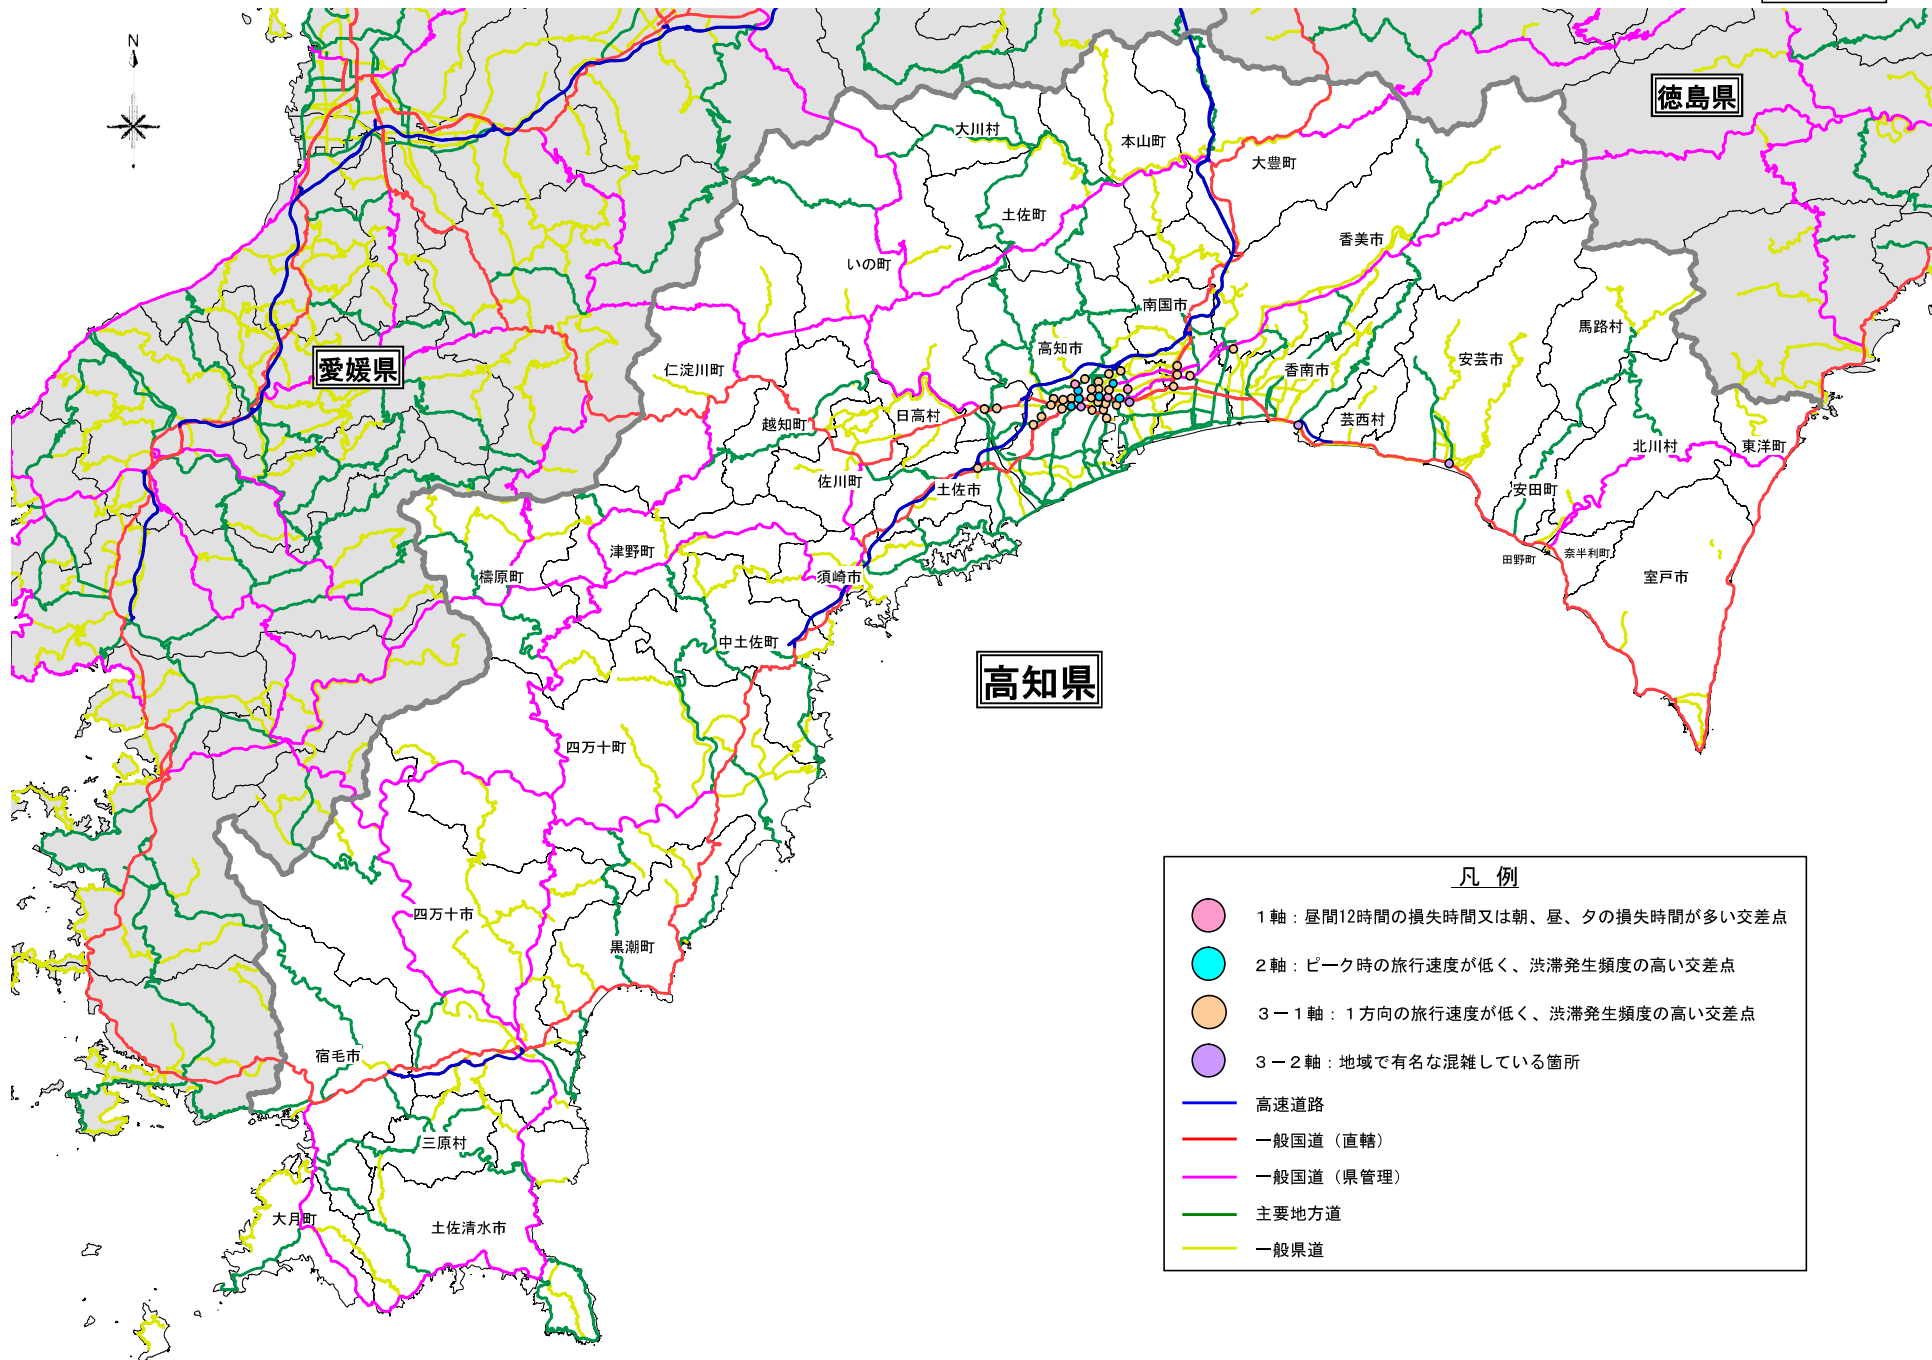 N
徳島県
大川村
本山町
大豊町
土佐町
香美市
いの町
南国市
馬路村
高知市
愛媛県
仁淀川町
安芸市
香南市
日高村
越知町
芸西村
北川村
東洋町
佐川町
土佐市
安田町
津野町
奈半利町
田野町
檮原町
須崎市
室戸市
中土佐町
高知県
四万十町
四万十市
黒潮町
宿毛市
三原村
大月町
土佐清水市
凡 例
1軸：昼間12時間の損失時間又は朝、昼、夕の損失時間が多い交差点
2軸：ピーク時の旅行速度が低く、渋滞発生頻度の高い交差点
3－1軸：1方向の旅行速度が低く、渋滞発生頻度の高い交差点
3－2軸：地域で有名な混雑している箇所
高速道路
一般国道（直轄）
一般国道（県管理）
主要地方道
一般県道